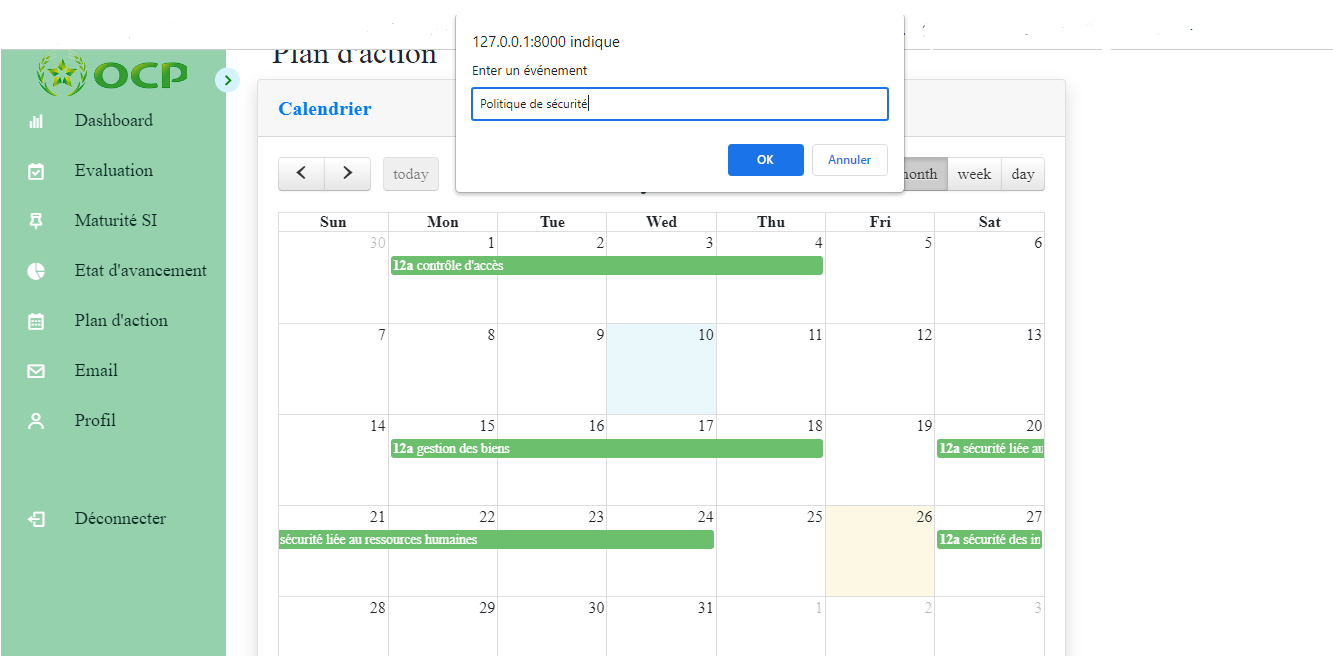 127.0.0.1:8000 indique
Enter un événement
Politique de sécurité
OK Annuler
Plan d'action
OCP
Dashboard
Evaluation
Maturité SI
Etat d'avancement
Plan d'action
Email
Profil
Déconnecter
Calendrier
today
week day
Sun Mon Tue Wed Thu Fri Sat
30 1 2 3 4 5 6
12a contrôle d'accès
7 8 9 10 11 12 13
14 15 16 17 18 19 20
12a gestion des biens 12a sécurité liée au
21 22 23 24 25 26 27
sécurité liée au ressources humaines 12a sécurité des in
28 29 30 31 1 2 3